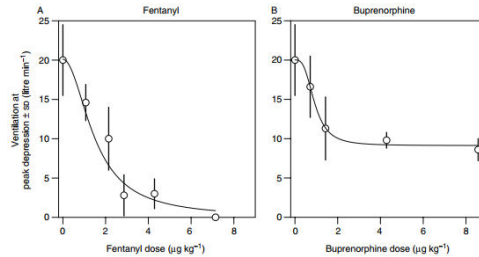 A Fentanyl
25
20
15
10
5
0
0 2 4 6 8
Ventilation at
peak depression ± SD (litre min⁻¹)
Fentanyl dose (μg kg⁻¹)
B Buprenorphine
25
20
15
10
5
0
0 2 4 6 8
Buprenorphine dose (μg kg⁻¹)